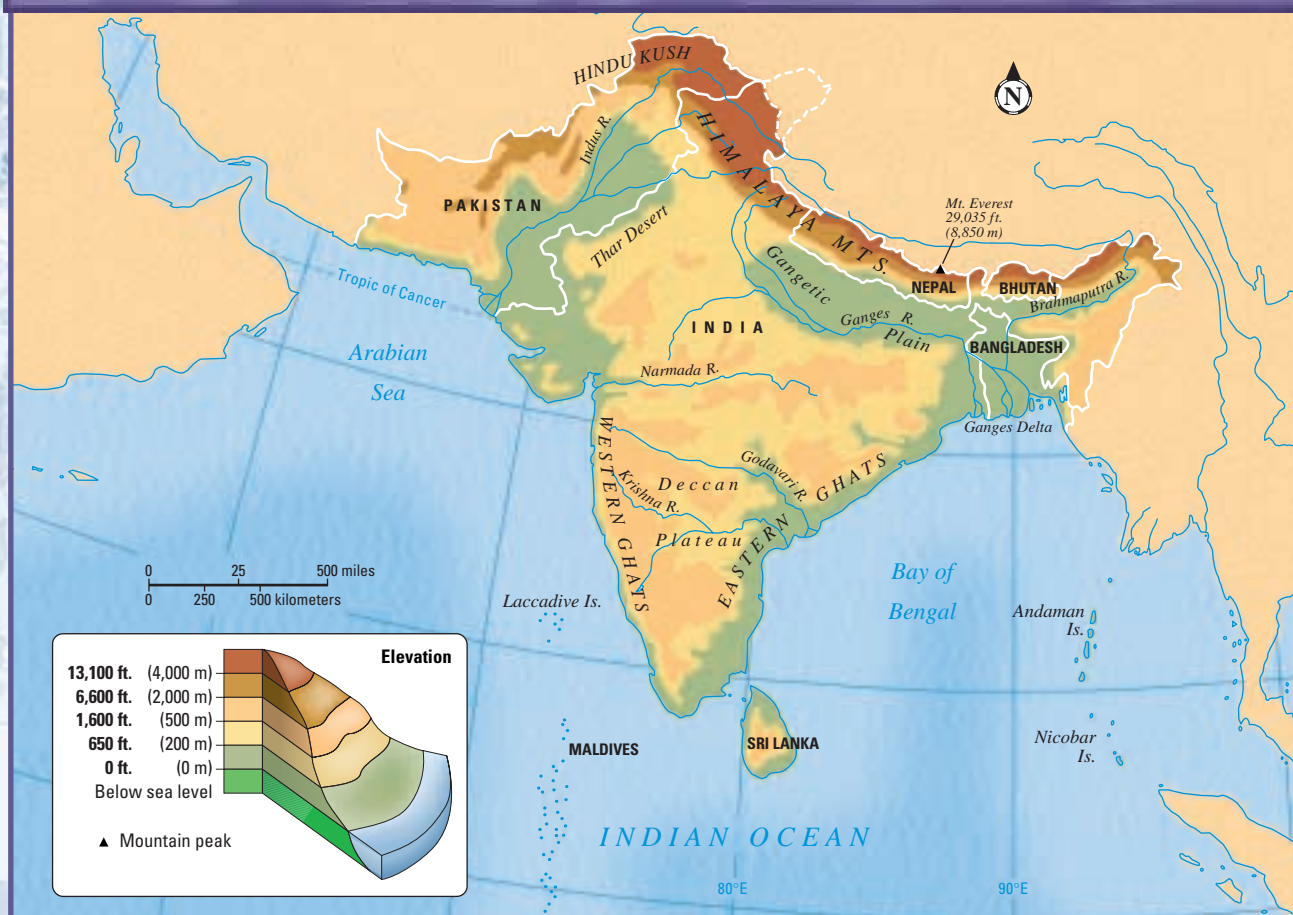 HINDU KUSH
N
Indus R.
HIMALAYA MTS.
PAKISTAN
Mt. Everest
29,035 ft.
(8,850 m)
Thar Desert
Tropic of Cancer
Gangetic
Plain
NEPAL
BHUTAN
Brahmaputra R.
Ganges R.
INDIA
BANGLADESH
Arabian
Sea
Narmada R.
Ganges Delta
WESTERN GHATS
Godavari R.
EASTERN GHATS
Deccan
Plateau
Krishna R.
Bay of
Bengal
0 25 500 miles
0 250 500 kilometers
Laccadive Is.
Andaman
Is.
Elevation
13,100 ft. (4,000 m)
6,600 ft. (2,000 m)
1,600 ft. (500 m)
650 ft. (200 m)
0 ft. (0 m)
Below sea level
Mountain peak
MALDIVES
SRI LANKA
Nicobar
Is.
INDIAN OCEAN
80°E
90°E